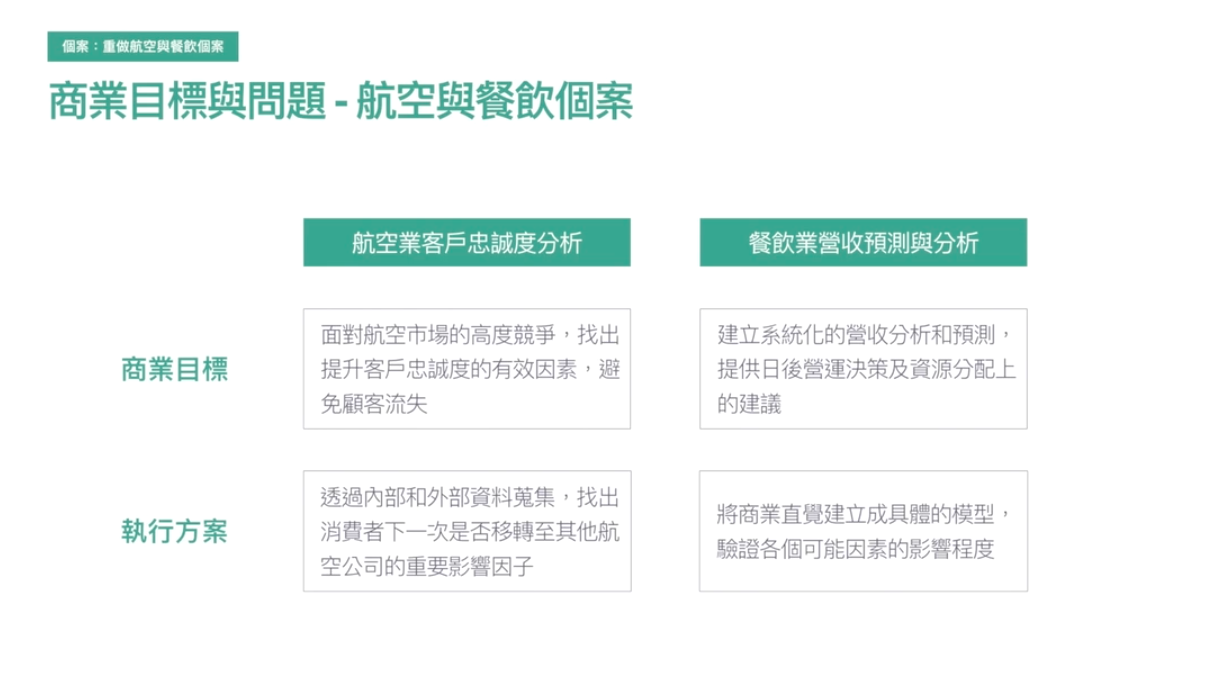 個案：重做航空與餐飲個案
商業目標與問題 - 航空與餐飲個案
航空業客戶忠誠度分析
餐飲業營收預測與分析
商業目標
面對航空市場的高度競爭，找出
提升客戶忠誠度的有效因素，避
免顧客流失
建立系統化的營收分析和預測，
提供日後營運決策及資源分配上
的建議
執行方案
透過內部和外部資料蒐集，找出
消費者下一次是否移轉至其他航
空公司的重要影響因子
將商業直覺建立成具體的模型，
驗證各個可能因素的影響程度